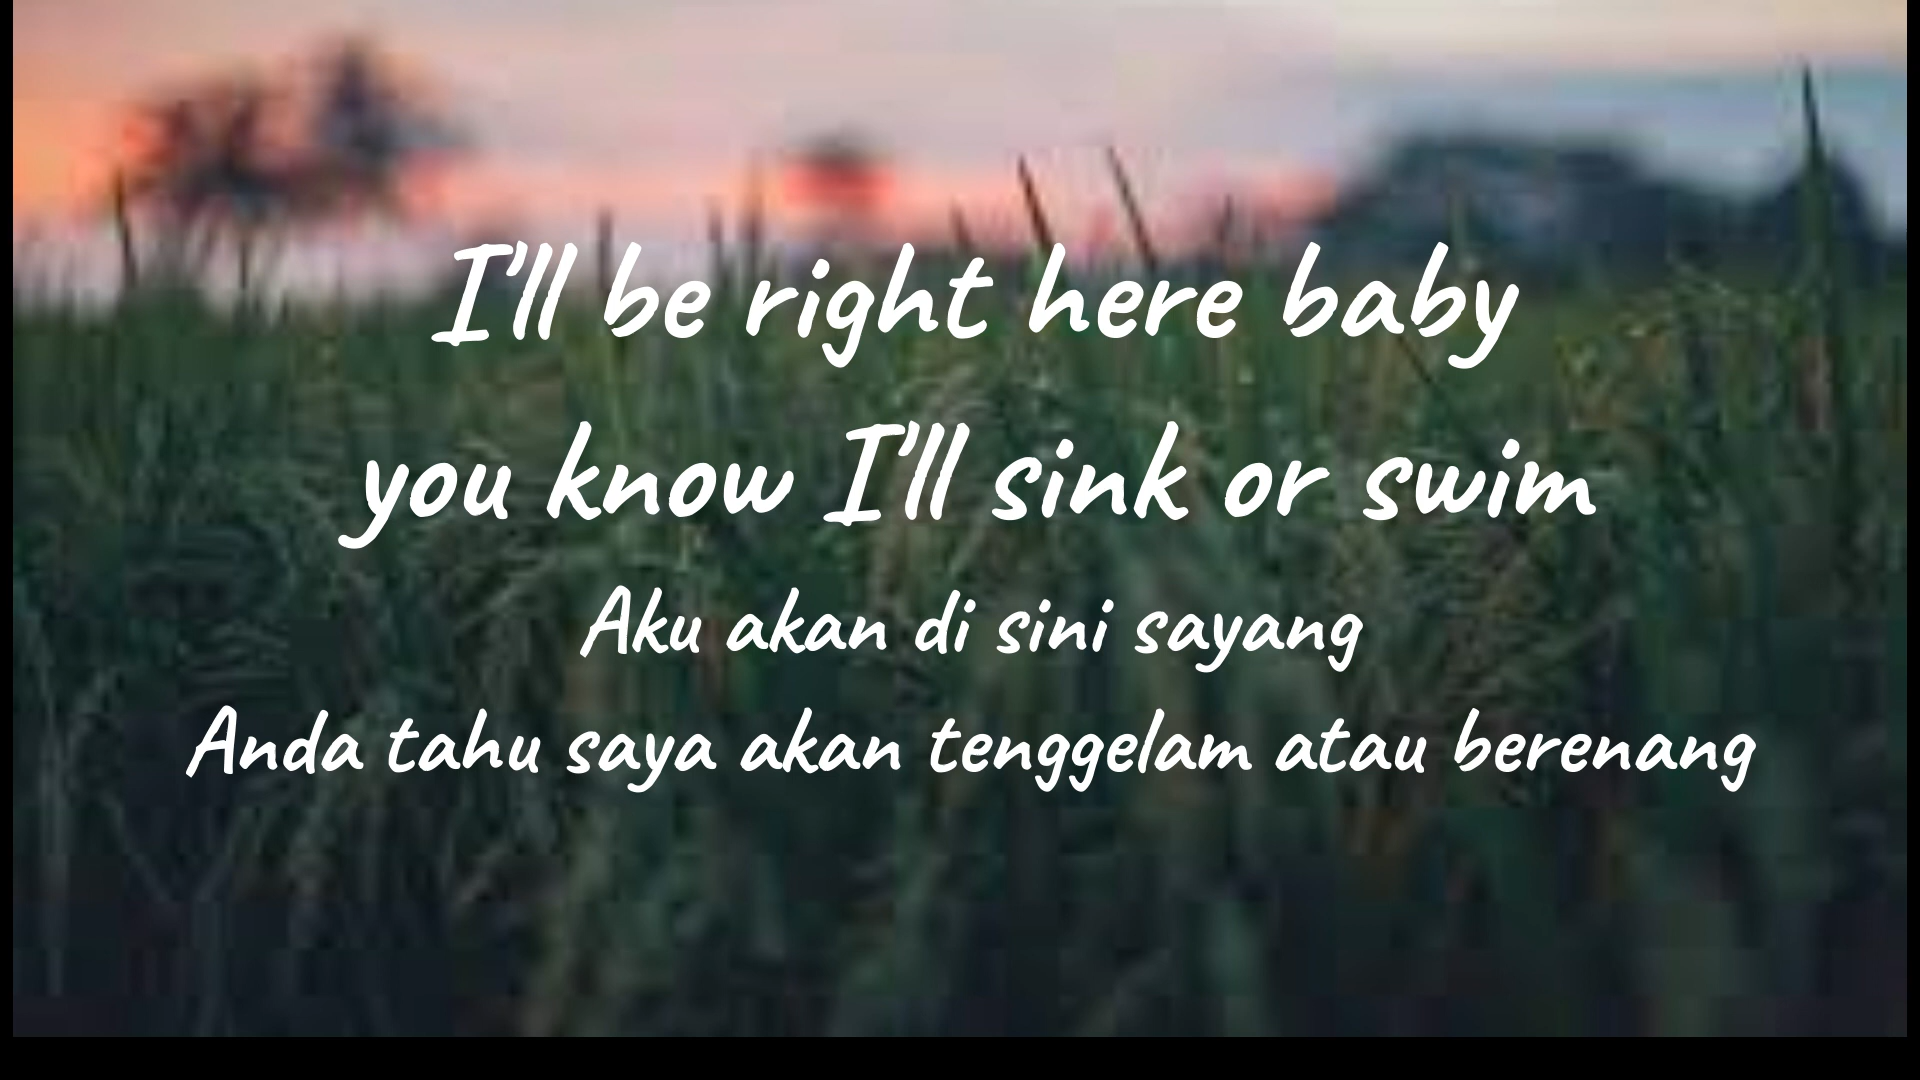 I'll be right here baby
you know I'll sink or swim
Aku akan di sini sayang
Anda tahu saya akan tenggelam atau berenang